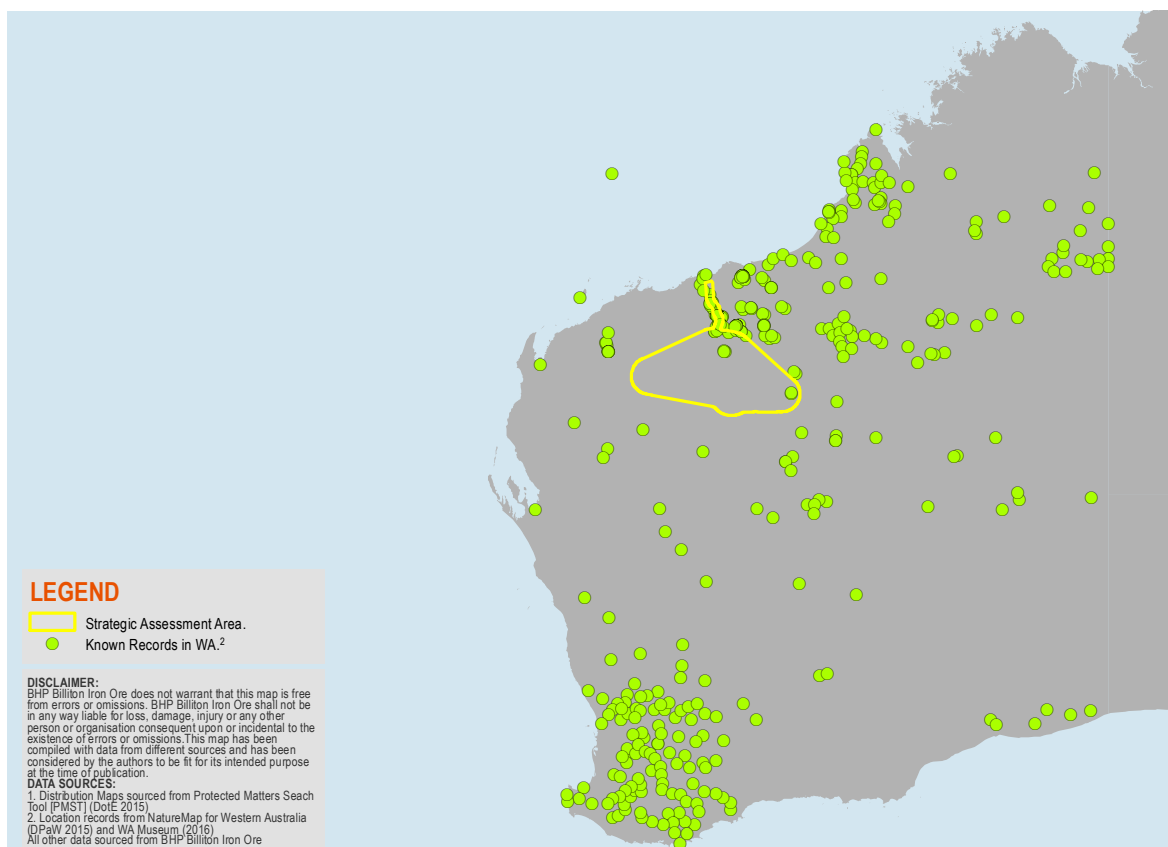 LEGEND
Strategic Assessment Area.
Known Records in WA.2
DISCLAIMER:
BHP Billiton Iron Ore does not warrant that this map is free
from errors or omissions. BHP Billiton Iron Ore shall not be
in any way liable for loss, damage, injury or any other
person or organisation consequent upon or incidental to the
existence of errors or omissions.This map has been
compiled with data from different sources and has been
considered by the authors to be fit for its intended purpose
at the time of publication.
DATA SOURCES:
1. Distribution Maps sourced from Protected Matters Seach
Tool [PMST] (DotE 2015)
2. Location records from NatureMap for Western Australia
(DPaW 2015) and WA Museum (2016)
All other data sourced from BHP Billiton Iron Ore